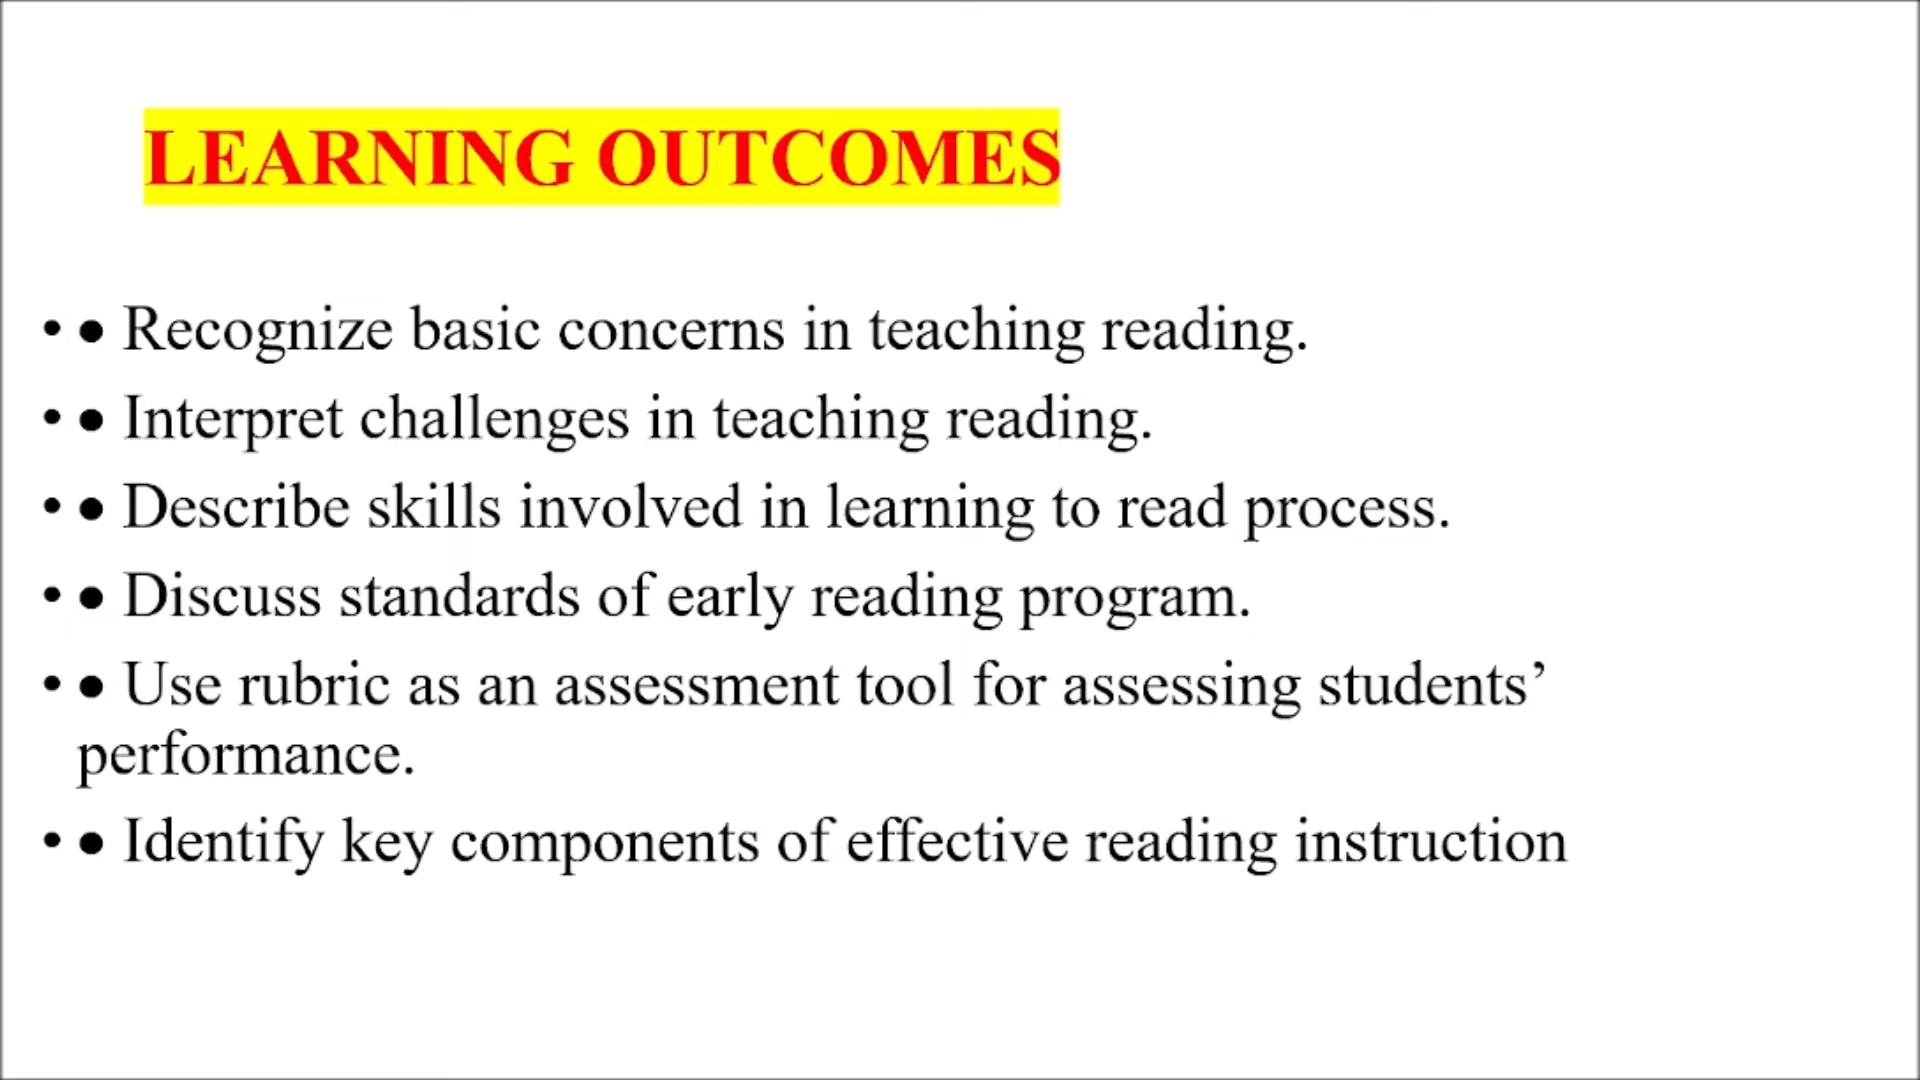 LEARNING OUTCOMES
• ● Recognize basic concerns in teaching reading.
• ● Interpret challenges in teaching reading.
• ● Describe skills involved in learning to read process.
• ● Discuss standards of early reading program.
• ● Use rubric as an assessment tool for assessing students’
performance.
• ● Identify key components of effective reading instruction